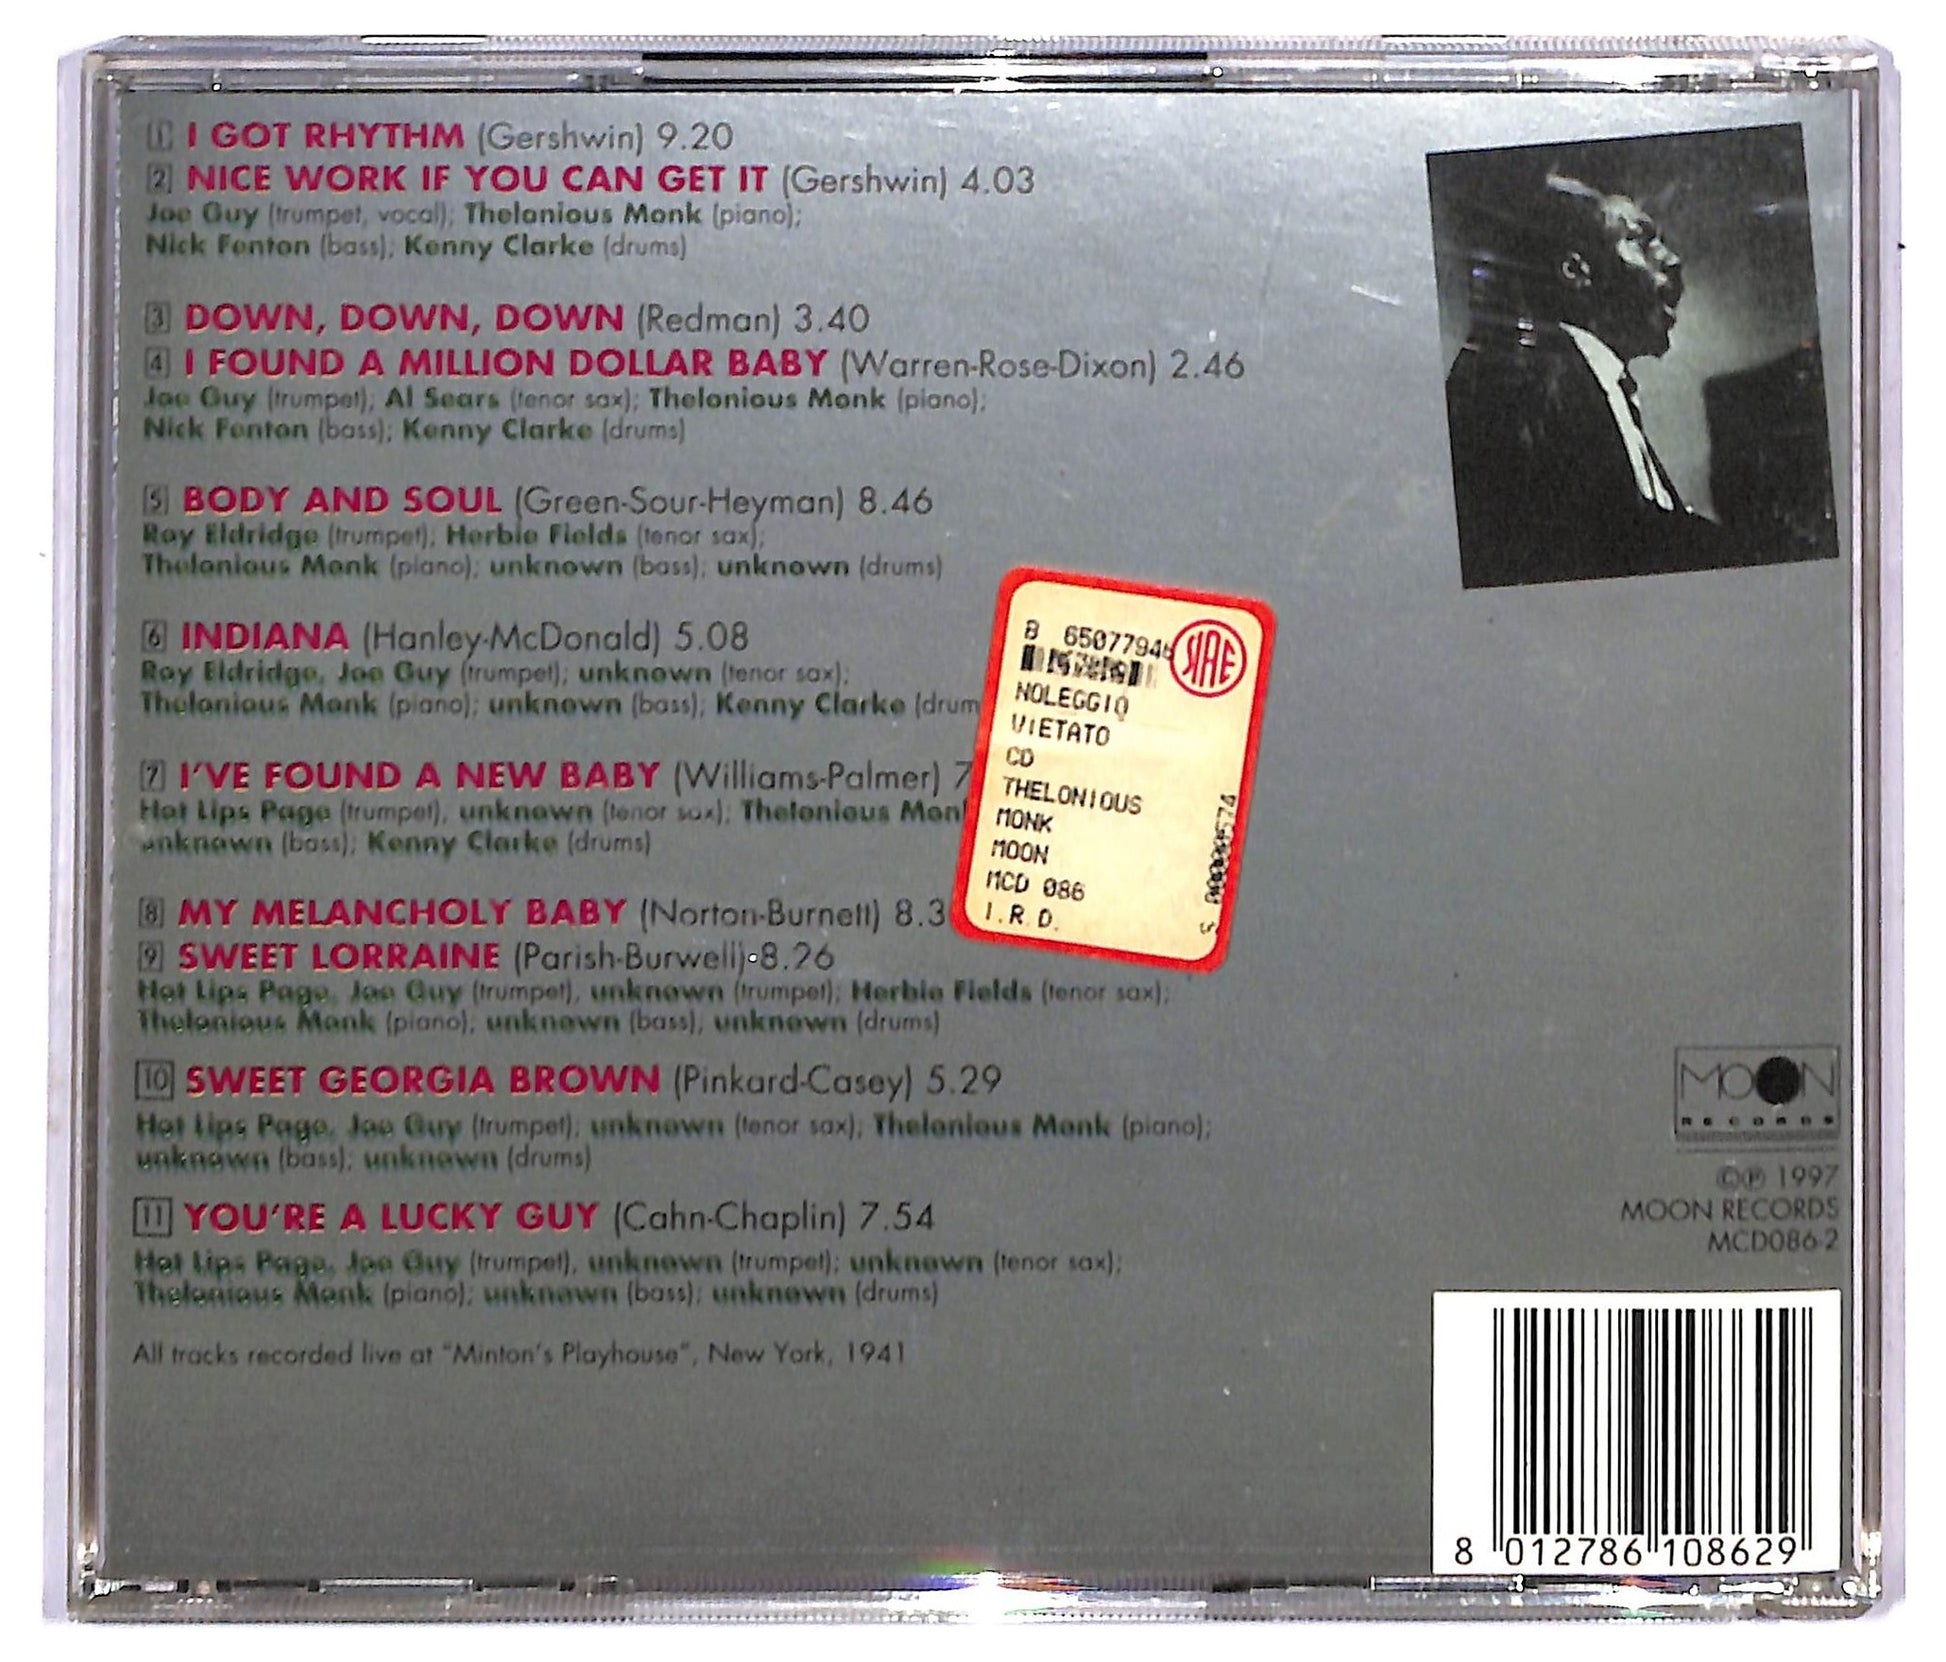 1 I GOT RHYTHM (Gershwin) 9.20
2 NICE WORK IF YOU CAN GET IT (Gershwin) 4.03
Joe Guy (trumpet, vocal); Thelonious Monk (piano);
Nick Fenton (bass); Kenny Clarke (drums)
3 DOWN, DOWN, DOWN (Redman) 3.40
4 I FOUND A MILLION DOLLAR BABY (Warren-Rose-Dixon) 2.46
Joe Guy (trumpet); Al Sears (tenor sax); Thelonious Monk (piano);
Nick Fenton (bass); Kenny Clarke (drums)
5 BODY AND SOUL (Green-Sour-Heyman) 8.46
Roy Eldridge (trumpet); Herbie Fields (tenor sax);
Thelonious Monk (piano); unknown (bass); unknown (drums)
6 INDIANA (Hanley-McDonald) 5.08
Roy Eldridge, Joe Guy (trumpet); unknown (tenor sax);
Thelonious Monk (piano); unknown (bass); Kenny Clarke (drum
7 I'VE FOUND A NEW BABY (Williams-Palmer) 7
Hot Lips Page (trumpet), unknown (tenor sax); Thelonious Mon
unknown (bass); Kenny Clarke (drums)
8 MY MELANCHOLY BABY (Norton-Burnett) 8.3
9 SWEET LORRAINE (Parish-Burwell) 8.26
Hot Lips Page, Joe Guy (trumpet), unknown (trumpet); Herbie Fields (tenor sax);
Thelonious Monk (piano), unknown (bass), unknown (drums)
10 SWEET GEORGIA BROWN (Pinkard-Casey) 5.29
Hot Lips Page, Joe Guy (trumpet); unknown (tenor sax); Thelonious Monk (piano);
unknown (bass); unknown (drums)
11 YOU'RE A LUCKY GUY (Cahn-Chaplin) 7.54
Hot Lips Page, Joe Guy (trumpet), unknown (trumpet); unknown (tenor sax);
Thelonious Monk (piano); unknown (bass); unknown (drums)
All tracks recorded live at "Minton's Playhouse", New York, 1941
B 6507794
SIAE
NOLEGGIO
VIETATO
CD
THELONIOUS
MONK
MOON
MCD 086
I.R.D.
MOON
RECORDS
©℗ 1997
MOON RECORDS
MCD086-2
8 012786 108629